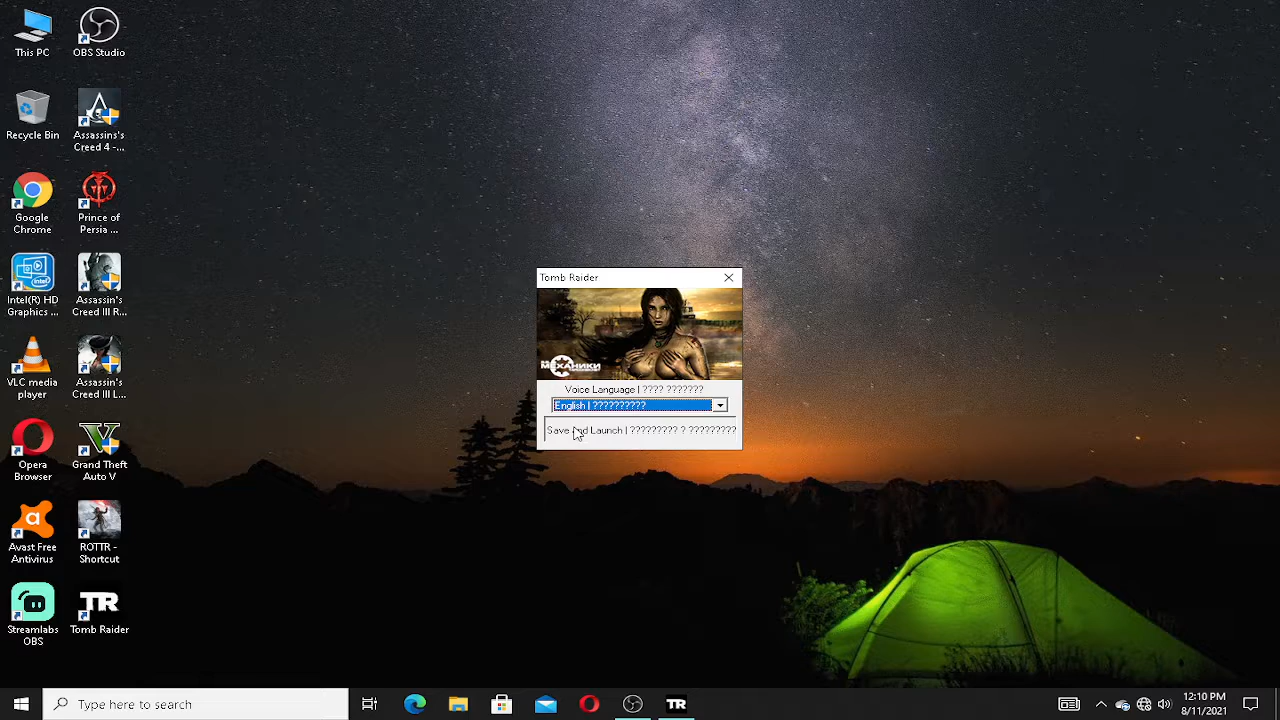 This PC
OBS Studio
Recycle Bin
Assassin's
Creed 4 -...
Google
Chrome
Prince of
Persia ...
Intel(R) HD
Graphics ...
Assassin's
Creed III R...
VLC media
player
Assassin's
Creed III L...
Opera
Browser
Grand Theft
Auto V
Avast Free
Antivirus
ROTTR -
Shortcut
Streamlabs
OBS
TR
Tomb Raider
Tomb Raider
МЕХАНИКИ
Voice Language | ???? ???????
English | ??????????
Save and Launch | ????????? ? ?????????
Type here to search
TR
12:10 PM
8/11/2021